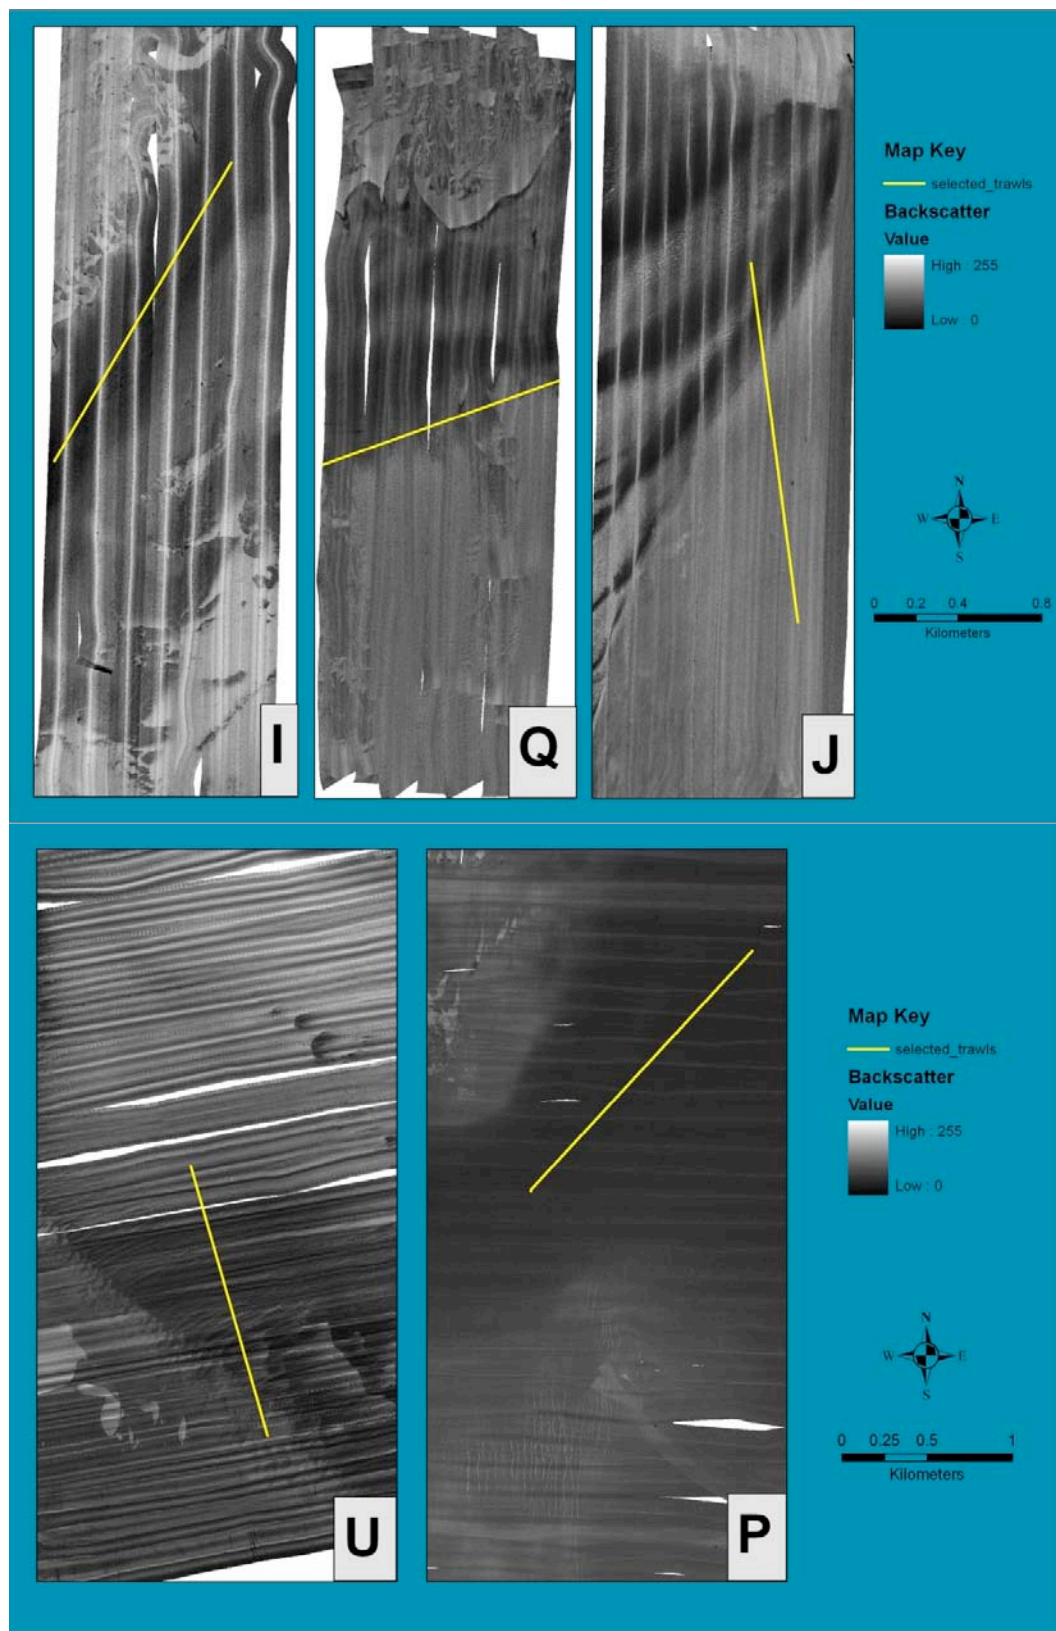 I
Q
J
Map Key
selected_trawls
Backscatter
Value
High : 255
Low : 0
N
W E
S
0 0.2 0.4 0.8
Kilometers
U
P
Map Key
selected_trawls
Backscatter
Value
High : 255
Low : 0
N
W E
S
0 0.25 0.5 1
Kilometers